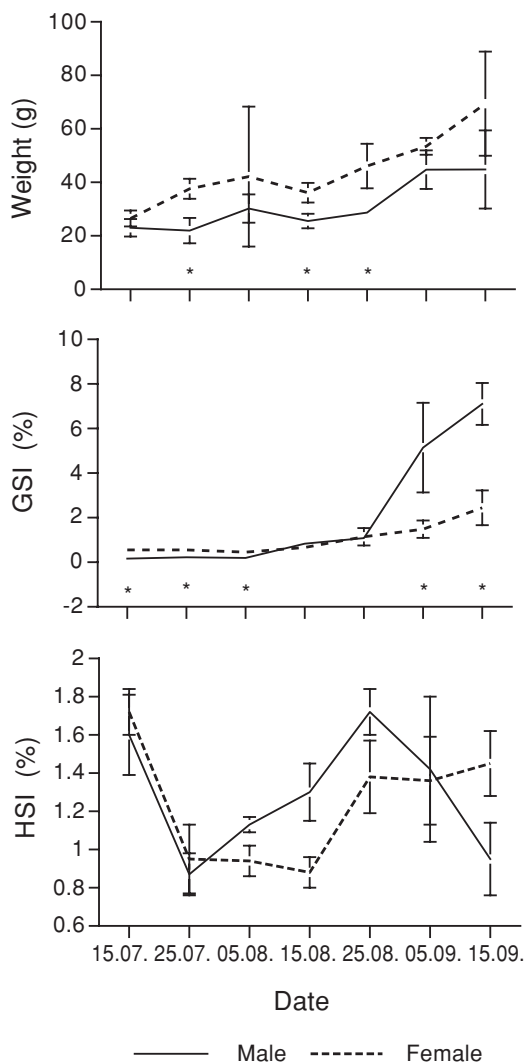 100
80
60
40
20
0
Weight (g)
* * *
10
8
6
4
2
0
-2
GSI (%)
* * * * *
2
1.8
1.6
1.4
1.2
1
0.8
0.6
HSI (%)
15.07. 25.07. 05.08. 15.08. 25.08. 05.09. 15.09.
Date
Male Female